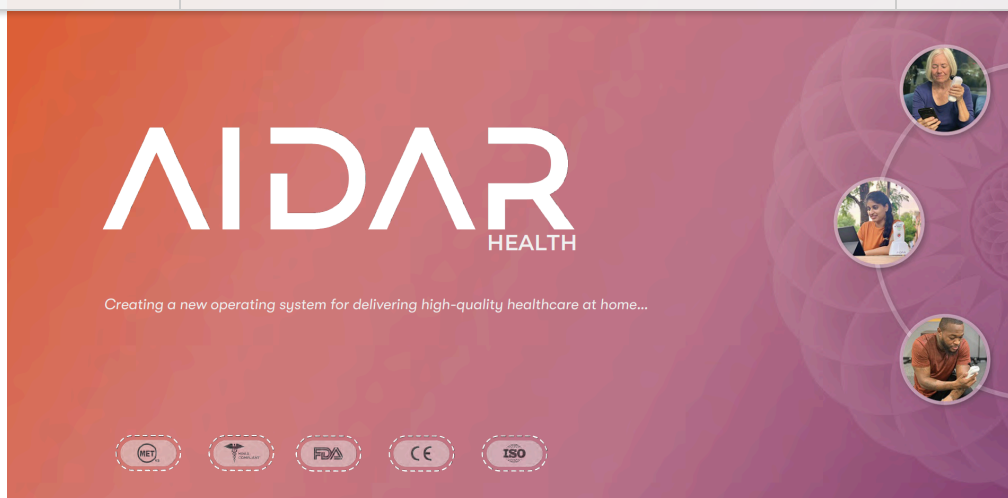 AIDAR
HEALTH
Creating a new operating system for delivering high-quality healthcare at home...
MET
FDA
CE
ISO